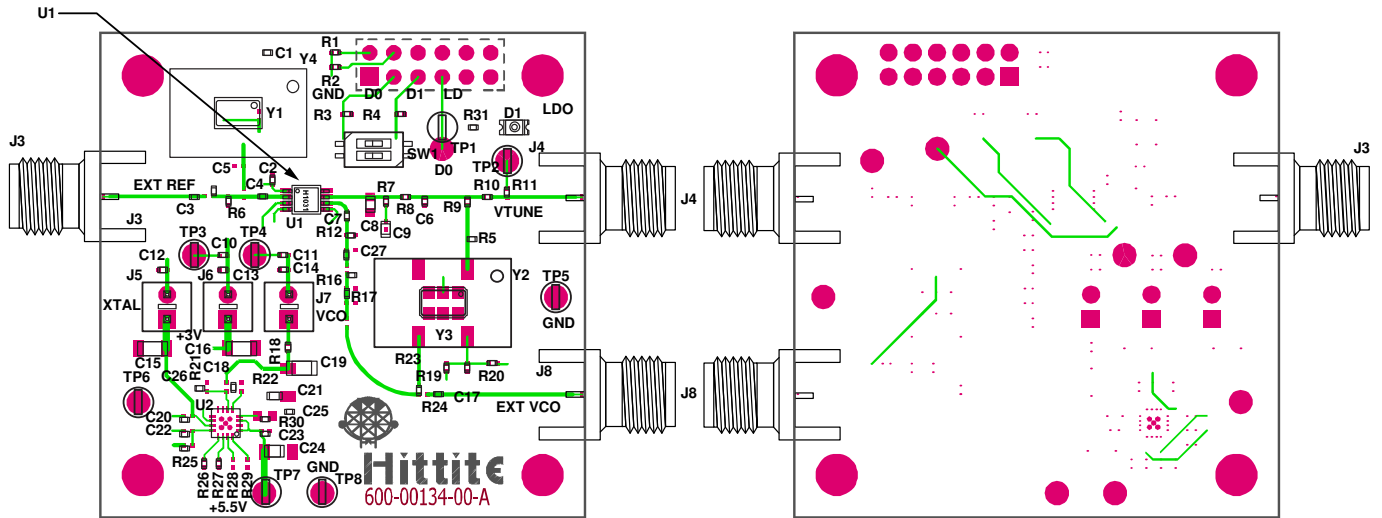 U1
C1
Y4
R1
R2
GND
D0
D1
LD
LDO
R3
R4
R31
D1
Y1
SW1
TP1
D0
J4
TP2
J3
J3
C5
C2
EXT REF
C4
H1031
R7
R10
R11
J4
J3
C3
R6
U1
C7
R8
C6
R9
VTUNE
J3
R12
C8
C9
R5
TP3
C10
TP4
C27
C12
C11
C14
J5
J6
C13
R16
Y2
TP5
XTAL
J7
R17
VCO
GND
+3V
Y3
C15
C16
R18
R23
J8
R21
C18
C19
R19
R20
J8
TP6
C26
R22
C21
R24
C17
EXT VCO
C20
U2
C25
C22
R30
C23
R25
C24
GND
R26
R27
R28
R29
TP7
TP8
+5.5V
Hittite
600-00134-00-A